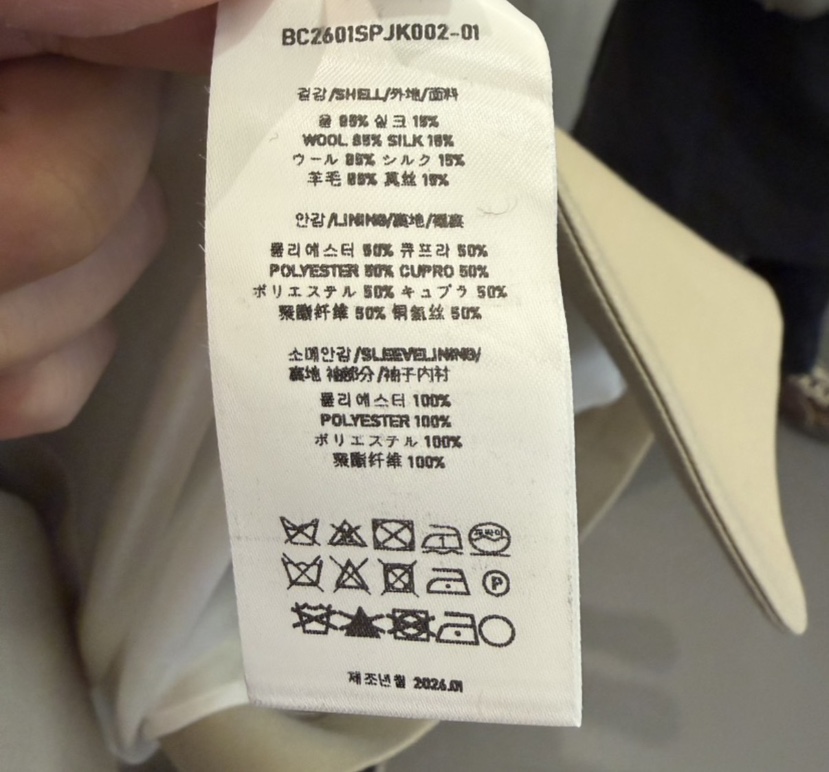 BC2601SPJK002-01
겉감/SHELL/外地/面料
울 85% 실크 15%
WOOL 85% SILK 15%
ウール 85% シルク 15%
羊毛 85% 真丝 15%
안감/LINING/裏地/裡裏
폴리에스터 50% 큐프라 50%
POLYESTER 50% CUPRO 50%
ポリエステル 50% キュプラ 50%
聚酯纤维 50% 铜氨丝 50%
소매안감/SLEEVELINING/
裏地 袖部分/袖子内衬
폴리에스터 100%
POLYESTER 100%
ポリエステル 100%
聚酯纤维 100%
P
제조년월 2026.01